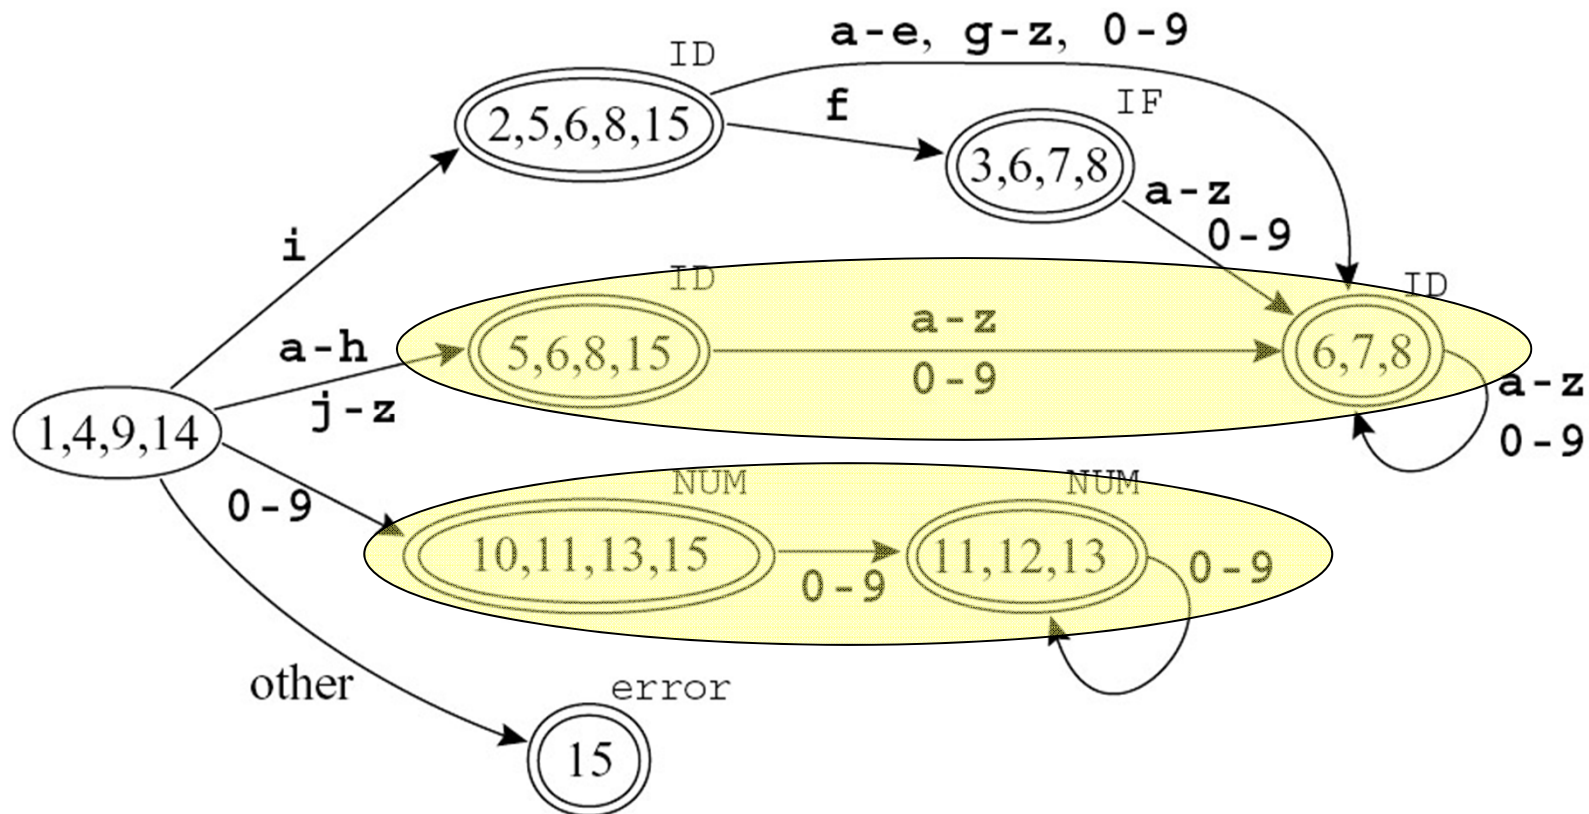 a-e, g-z, 0-9
ID
f
IF
2,5,6,8,15
3,6,7,8
a-z
0-9
i
ID
ID
a-h
5,6,8,15
a-z
0-9
6,7,8
a-z
0-9
j-z
1,4,9,14
NUM
NUM
0-9
10,11,13,15
0-9
11,12,13
0-9
other
error
15